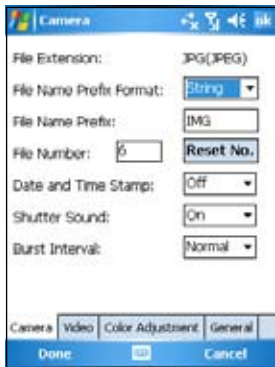 Camera ok
File Extension: JPG(JPEG)
File Name Prefix Format: String
File Name Prefix: IMG
File Number: 6 Reset No.
Date and Time Stamp: Off
Shutter Sound: On
Burst Interval: Normal
Camera Video Color Adjustment General
Done Cancel